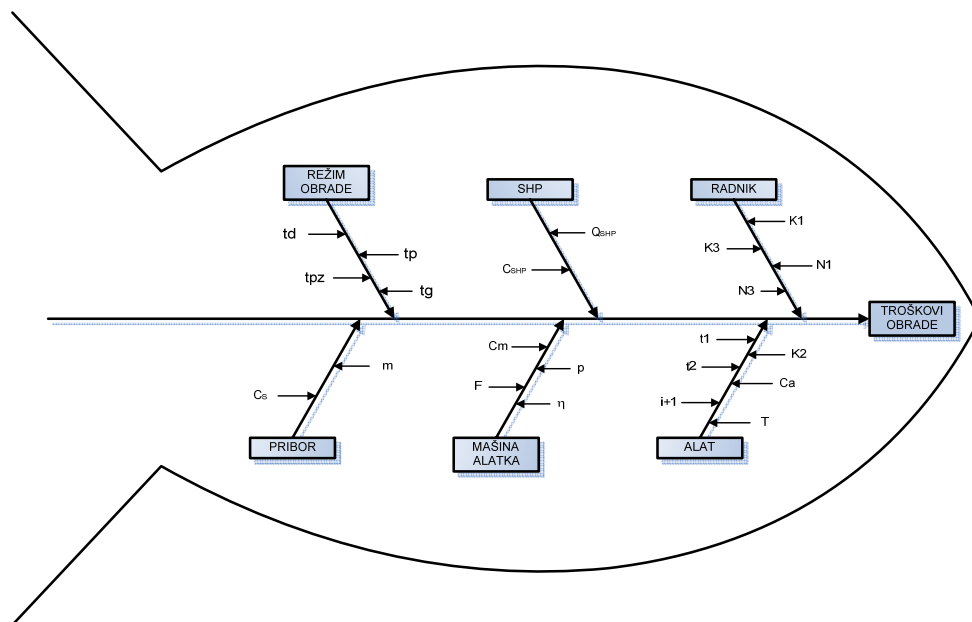 REŽIM
OBRADE
SHP
RADNIK
td
tp
tpz
tg
QSHP
CSHP
K1
K3
N1
N3
TROŠKOVI
OBRADE
m
CS
PRIBOR
Cm
p
F
η
MAŠINA
ALATKA
t1
K2
t2
Ca
i+1
T
ALAT